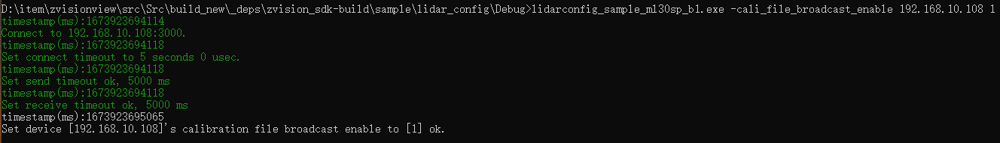 D:\item\zvisionview\src\Src\build_new\_deps\zvision_sdk-build\sample\lidar_config\Debug>lidarconfig_sample_ml30sp_b1.exe -cali_file_broadcast_enable 192.168.10.108 1
timestamp(ms):1673923694114
Connect to 192.168.10.108:3000.
timestamp(ms):1673923694118
Set connect timeout to 5 seconds 0 usec.
timestamp(ms):1673923694118
Set send timeout ok, 5000 ms
timestamp(ms):1673923694118
Set receive timeout ok, 5000 ms
timestamp(ms):1673923695065
Set device [192.168.10.108]'s calibration file broadcast enable to [1] ok.